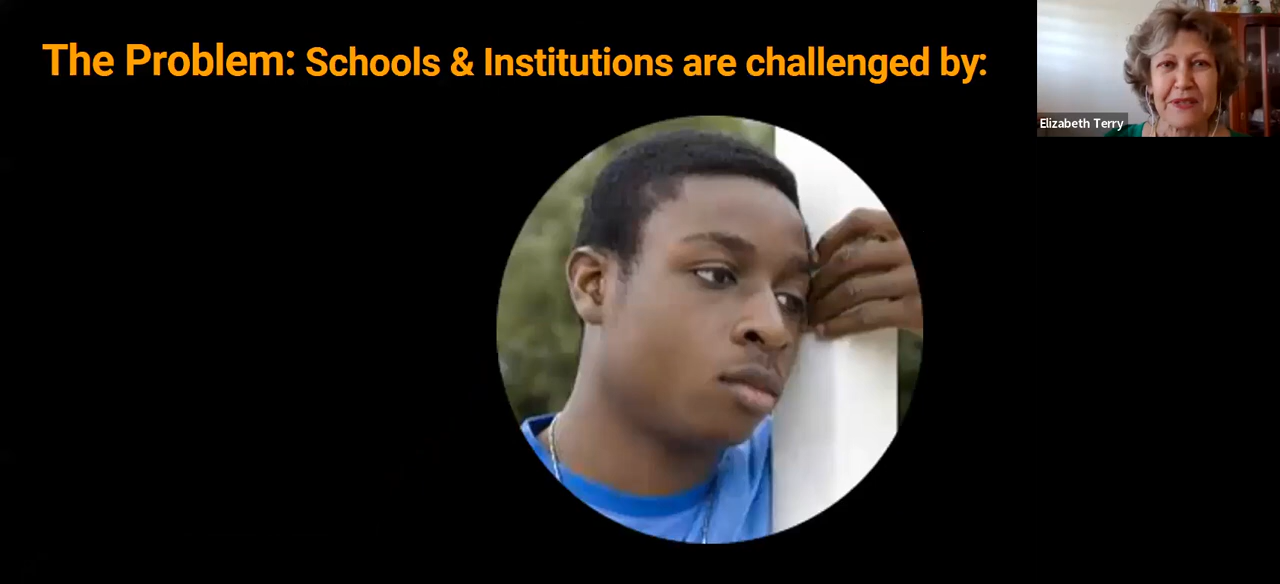 The Problem: Schools & Institutions are challenged by:
Elizabeth Terry